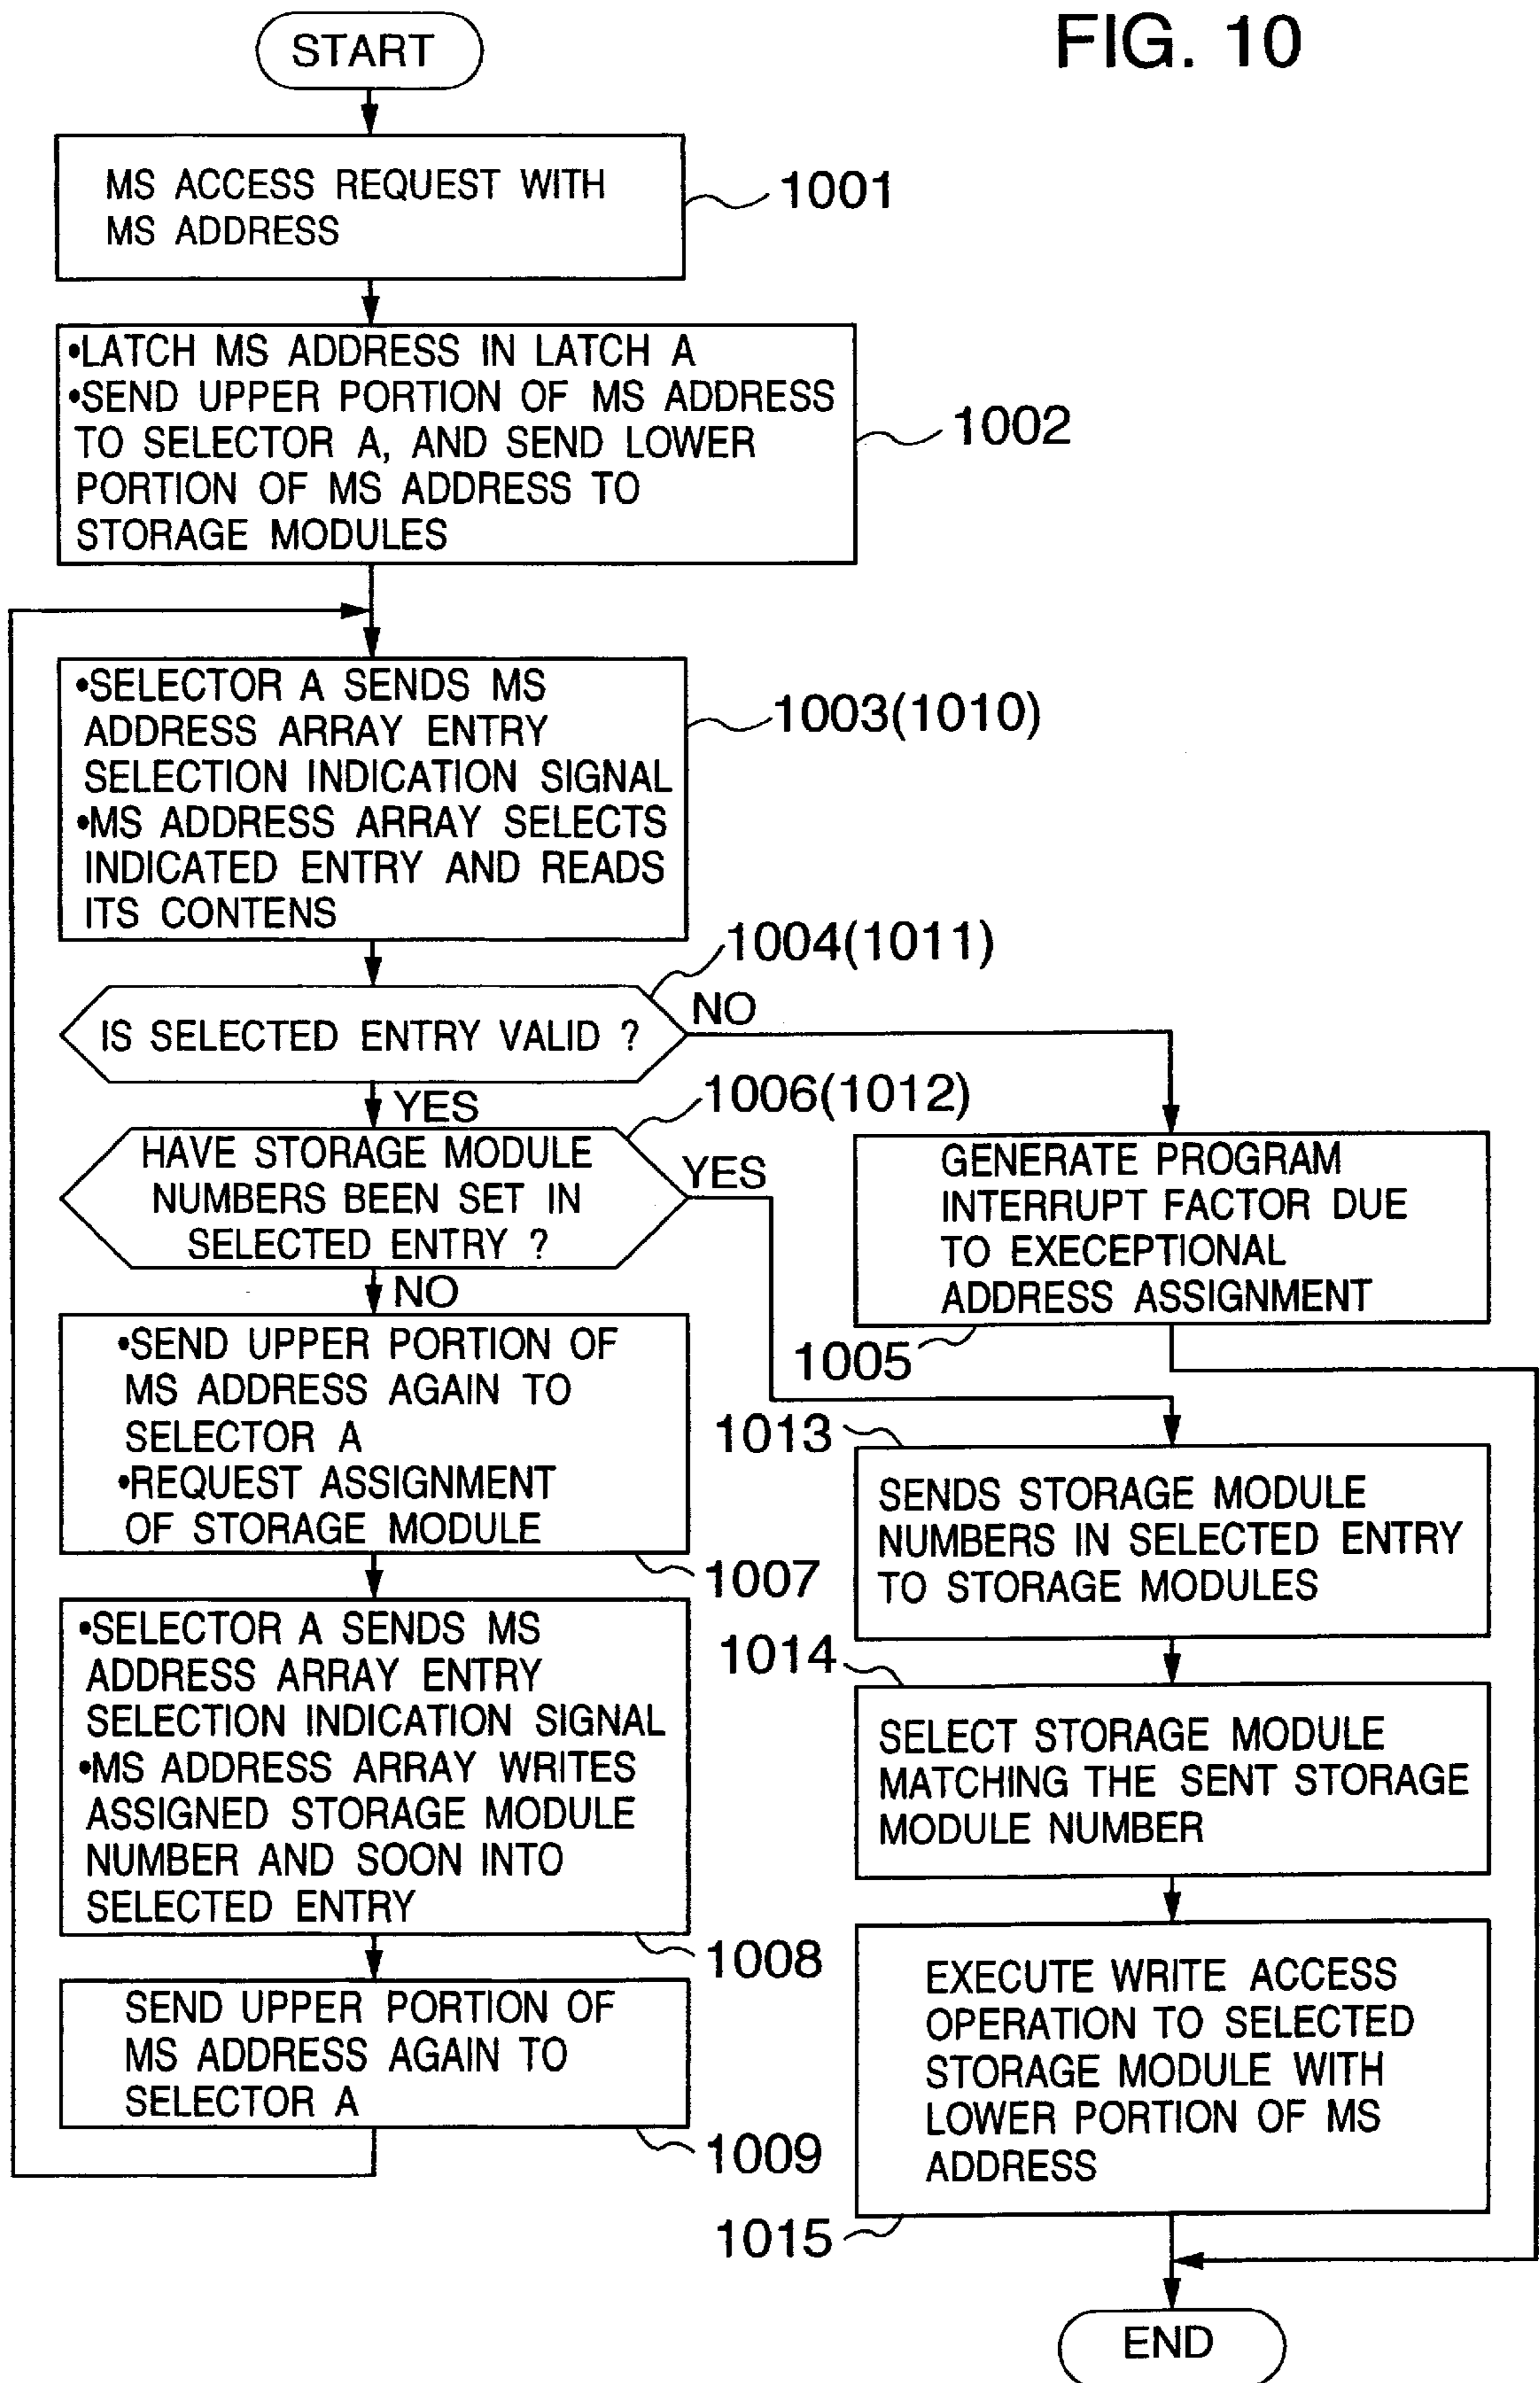 FIG. 10
START
MS ACCESS REQUEST WITH
MS ADDRESS
1001
•LATCH MS ADDRESS IN LATCH A
•SEND UPPER PORTION OF MS ADDRESS
TO SELECTOR A, AND SEND LOWER
PORTION OF MS ADDRESS TO
STORAGE MODULES
1002
•SELECTOR A SENDS MS
ADDRESS ARRAY ENTRY
SELECTION INDICATION SIGNAL
•MS ADDRESS ARRAY SELECTS
INDICATED ENTRY AND READS
ITS CONTENS
1003(1010)
1004(1011)
IS SELECTED ENTRY VALID ?
NO
YES
1006(1012)
HAVE STORAGE MODULE
NUMBERS BEEN SET IN
SELECTED ENTRY ?
YES
NO
GENERATE PROGRAM
INTERRUPT FACTOR DUE
TO EXECEPTIONAL
ADDRESS ASSIGNMENT
1005
•SEND UPPER PORTION OF
MS ADDRESS AGAIN TO
SELECTOR A
•REQUEST ASSIGNMENT
OF STORAGE MODULE
1007
•SELECTOR A SENDS MS
ADDRESS ARRAY ENTRY
SELECTION INDICATION SIGNAL
•MS ADDRESS ARRAY WRITES
ASSIGNED STORAGE MODULE
NUMBER AND SOON INTO
SELECTED ENTRY
1008
SEND UPPER PORTION OF
MS ADDRESS AGAIN TO
SELECTOR A
1009
1013
SENDS STORAGE MODULE
NUMBERS IN SELECTED ENTRY
TO STORAGE MODULES
1014
SELECT STORAGE MODULE
MATCHING THE SENT STORAGE
MODULE NUMBER
EXECUTE WRITE ACCESS
OPERATION TO SELECTED
STORAGE MODULE WITH
LOWER PORTION OF MS
ADDRESS
1015
END